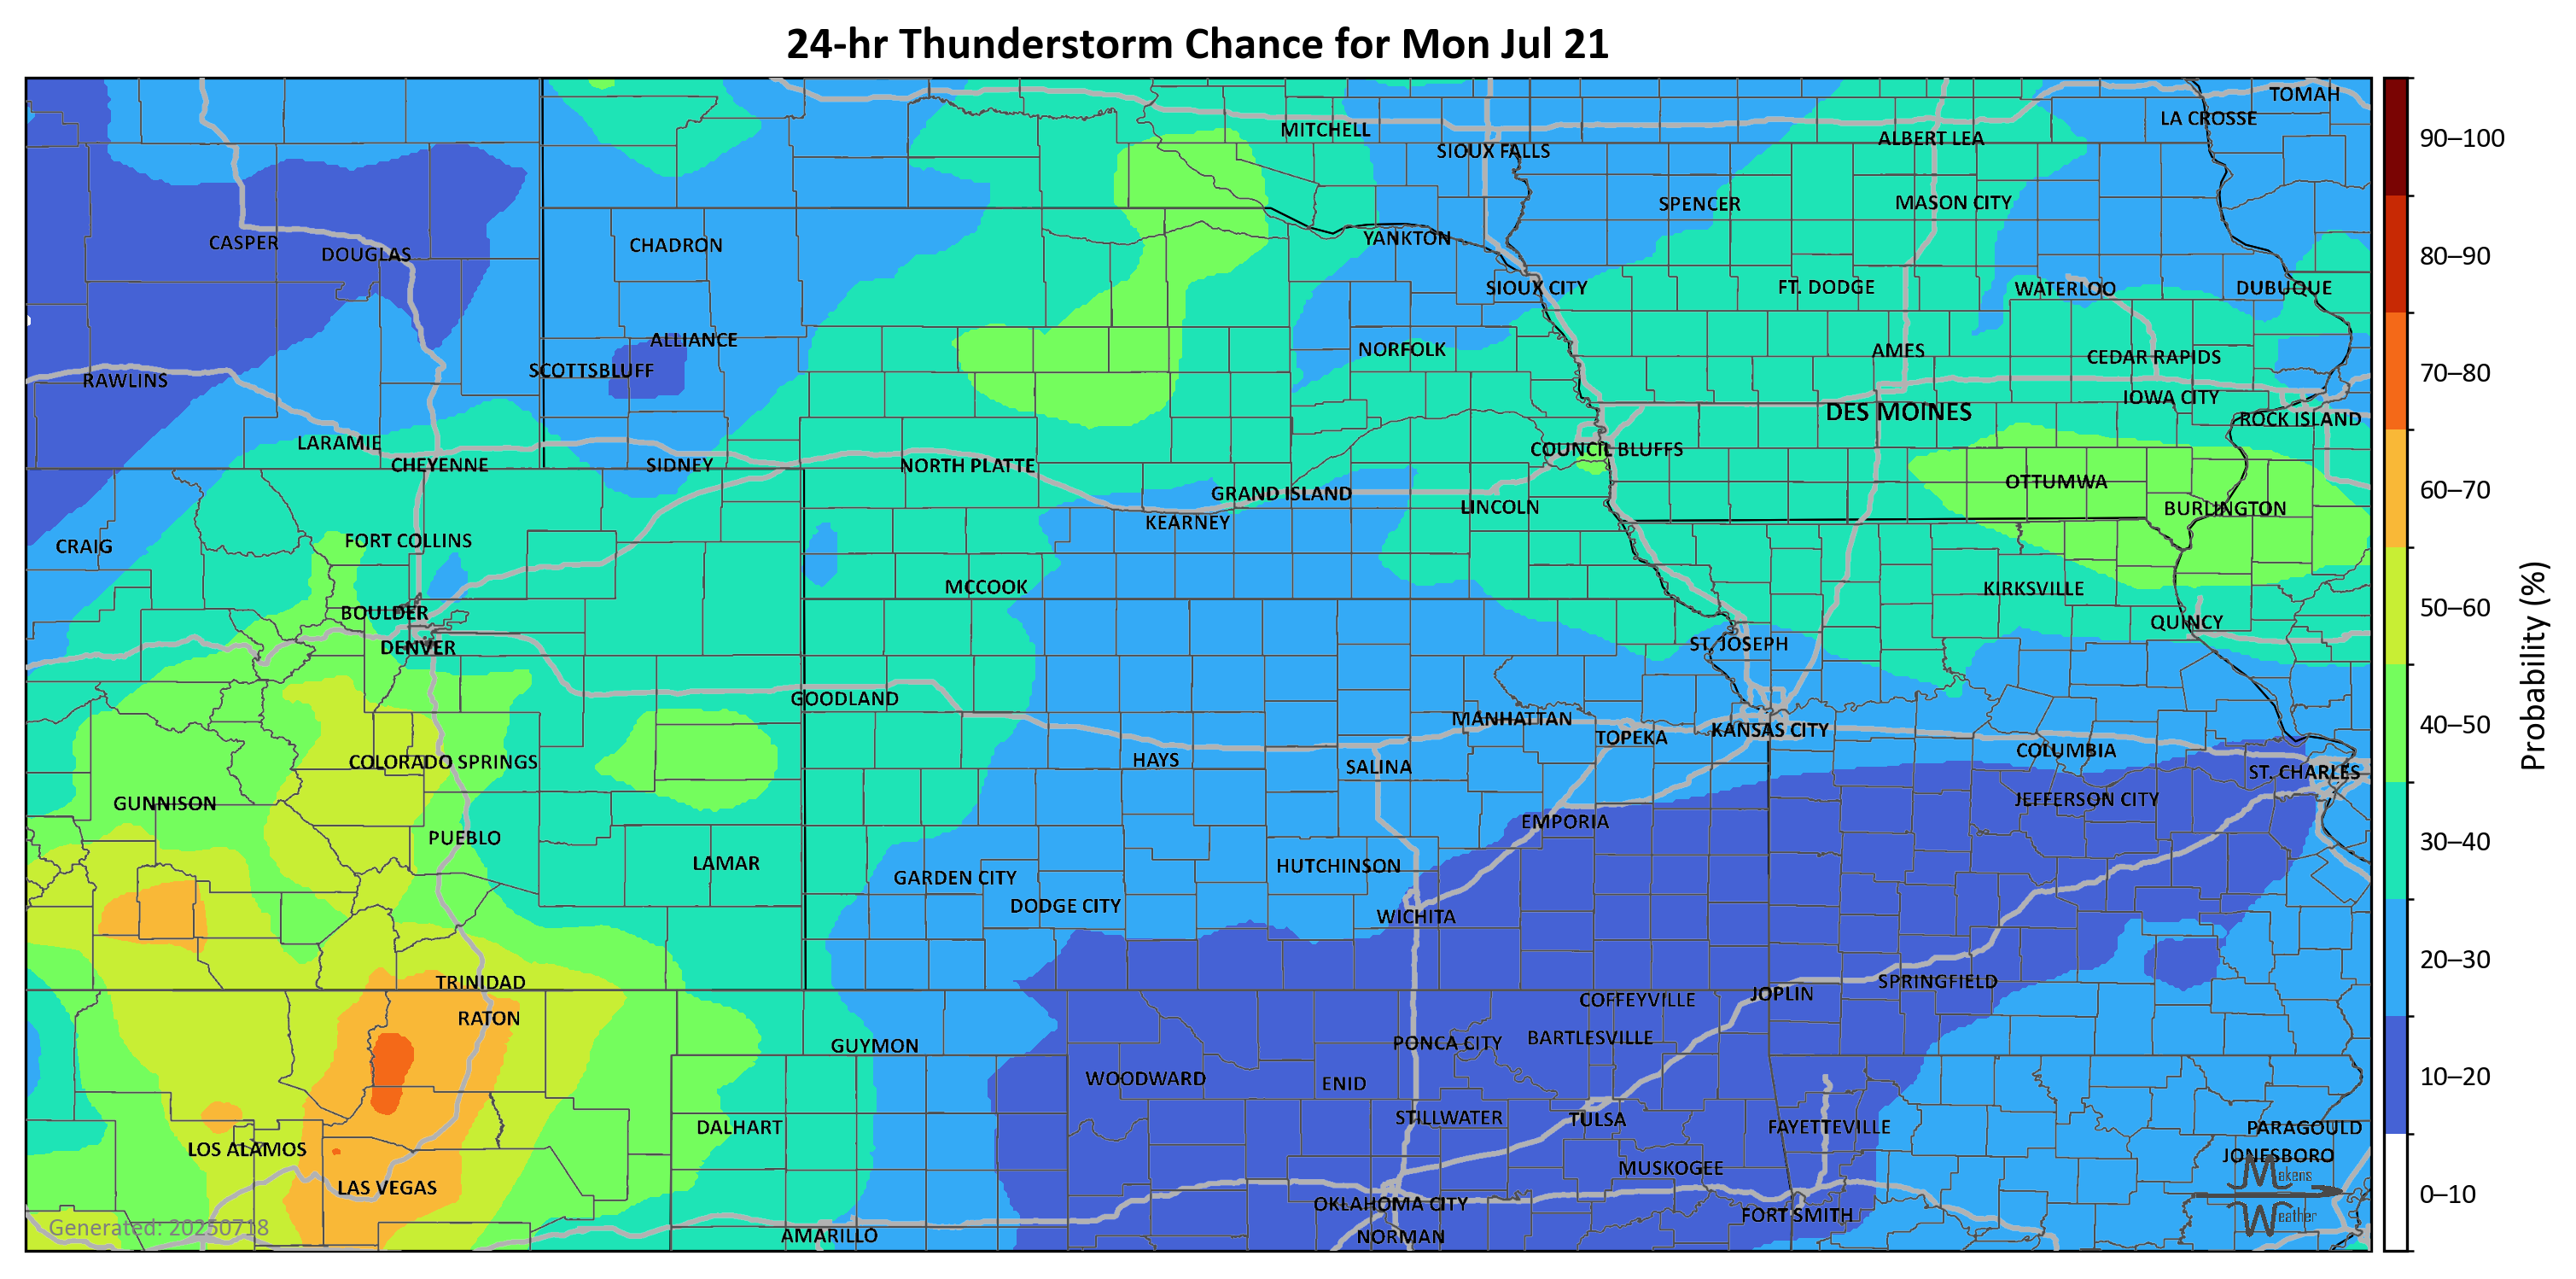 24-hr Thunderstorm Chance for Mon Jul 21
TOMAH
LA CROSSE
MITCHELL
ALBERT LEA
SIOUX FALLS
SPENCER
MASON CITY
CASPER
DOUGLAS
CHADRON
YANKTON
SIOUX CITY
FT. DODGE
WATERLOO
DUBUQUE
ALLIANCE
NORFOLK
AMES
CEDAR RAPIDS
RAWLINS
SCOTTSBLUFF
IOWA CITY
DES MOINES
ROCK ISLAND
LARAMIE
CHEYENNE
SIDNEY
NORTH PLATTE
COUNCIL BLUFFS
GRAND ISLAND
LINCOLN
OTTUMWA
BURLINGTON
KEARNEY
CRAIG
FORT COLLINS
MCCOOK
KIRKSVILLE
BOULDER
QUINCY
DENVER
ST. JOSEPH
GOODLAND
MANHATTAN
TOPEKA
KANSAS CITY
COLUMBIA
COLORADO SPRINGS
HAYS
SALINA
ST. CHARLES
GUNNISON
JEFFERSON CITY
PUEBLO
EMPORIA
LAMAR
GARDEN CITY
HUTCHINSON
DODGE CITY
WICHITA
TRINIDAD
SPRINGFIELD
RATON
COFFEYVILLE
JOPLIN
GUYMON
PONCA CITY
BARTLESVILLE
WOODWARD
ENID
DALHART
STILLWATER
TULSA
FAYETTEVILLE
PARAGOULD
LOS ALAMOS
MUSKOGEE
JONESBORO
LAS VEGAS
OKLAHOMA CITY
FORT SMITH
AMARILLO
NORMAN
Generated: 20250718
Makens
Weather
90–100
80–90
70–80
60–70
50–60
40–50
30–40
20–30
10–20
0–10
Probability (%)